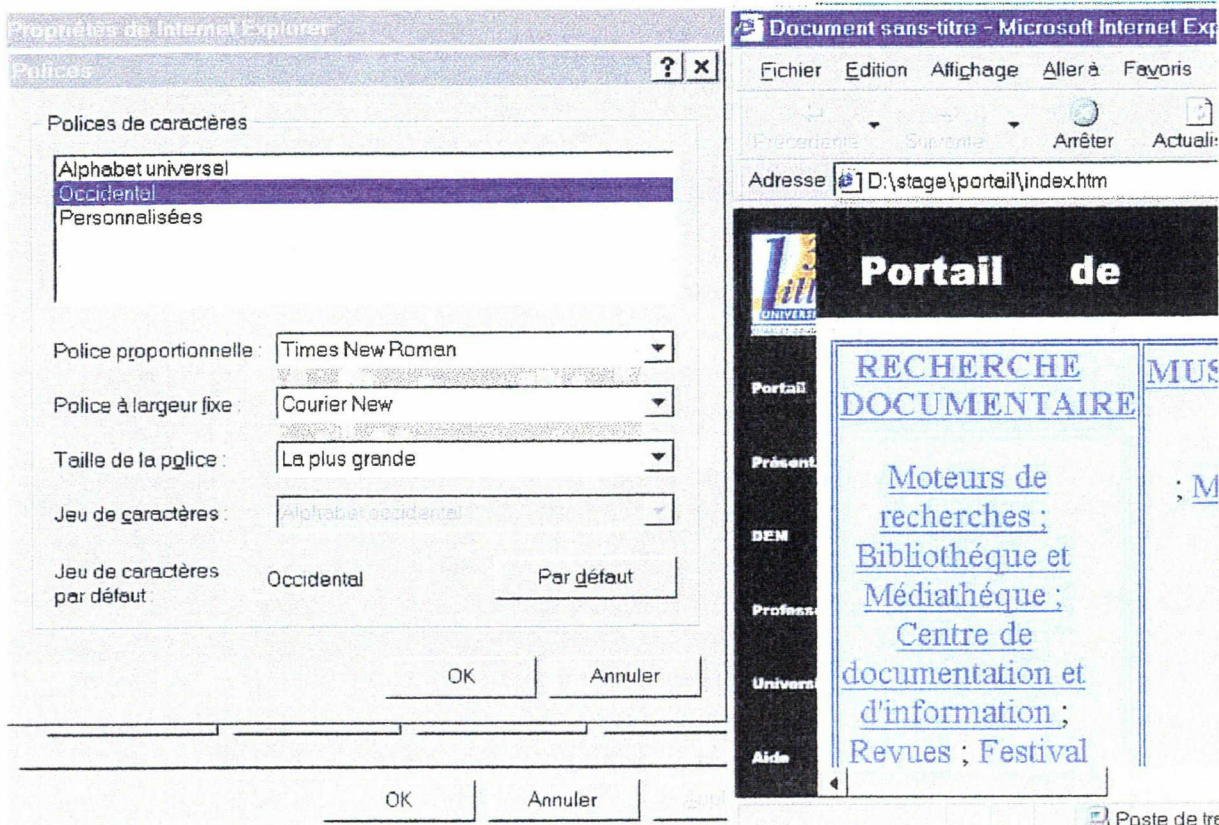 Propriétés de Internet Explorer
Polices
? ×
Polices de caractères
Alphabet universel
Occidental
Personnalisées
Police proportionnelle :
Times New Roman
Police à largeur fixe :
Courier New
Taille de la police :
La plus grande
Jeu de caractères :
Alphabet occidental
Jeu de caractères
par défaut :
Occidental
Par défaut
OK
Annuler
OK
Annuler
Document sans-titre - Microsoft Internet Exp
Fichier Edition Affichage Aller à Favoris
Précédente
Suivante
Arrêter
Actualis
Adresse
D:\stage\portail\index.htm
UNIVERSI
Portail de
Portail
Présent
DEM
Professe
Universi
Aide
RECHERCHE
DOCUMENTAIRE
Moteurs de
recherches ;
Bibliothéque et
Médiathéque ;
Centre de
documentation et
d'information ;
Revues ; Festival
MUS
; M
Poste de tra